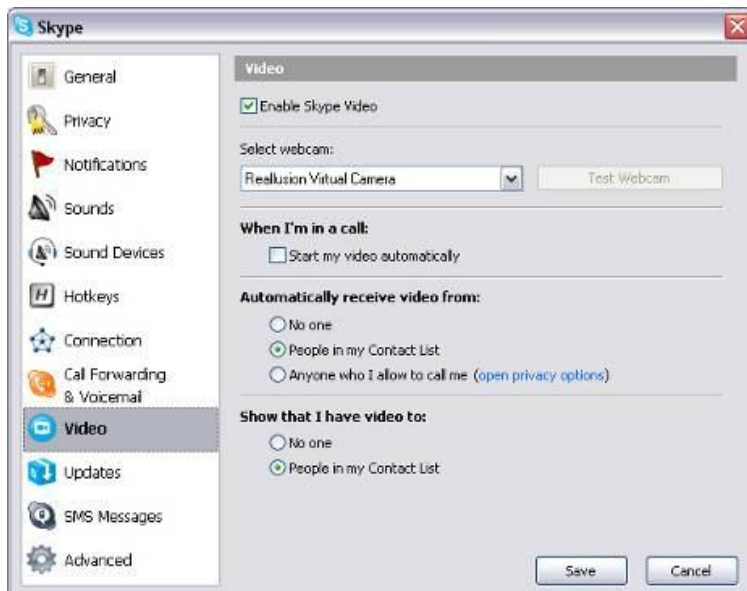 Skype
General
Privacy
Notifications
Sounds
Sound Devices
Hotkeys
Connection
Call Forwarding
& Voicemail
Video
Updates
SMS Messages
Advanced
Video
Enable Skype Video
Select webcam:
Reallusion Virtual Camera
Test Webcam
When I'm in a call:
Start my video automatically
Automatically receive video from:
No one
People in my Contact List
Anyone who I allow to call me (open privacy options)
Show that I have video to:
No one
People in my Contact List
Save
Cancel